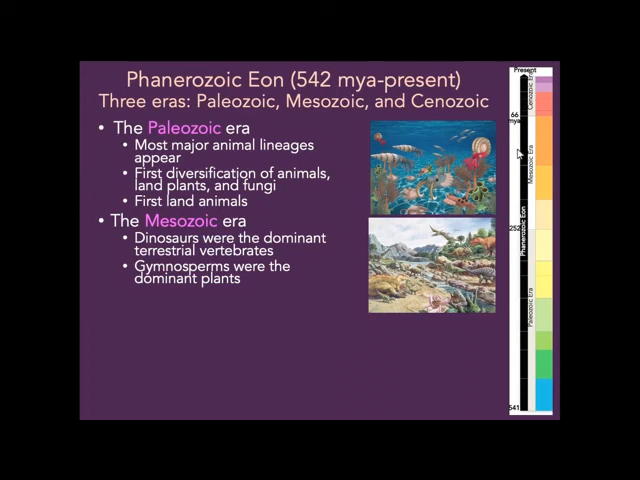 Phanerozoic Eon (542 mya-present)
Three eras: Paleozoic, Mesozoic, and Cenozoic
• The Paleozoic era
• Most major animal lineages
appear
• First diversification of animals,
land plants, and fungi
• First land animals
• The Mesozoic era
• Dinosaurs were the dominant
terrestrial vertebrates
• Gymnosperms were the
dominant plants
Present
Cenozoic Era
66
mya
Mesozoic Era
252
Phanerozoic Eon
Paleozoic Era
541